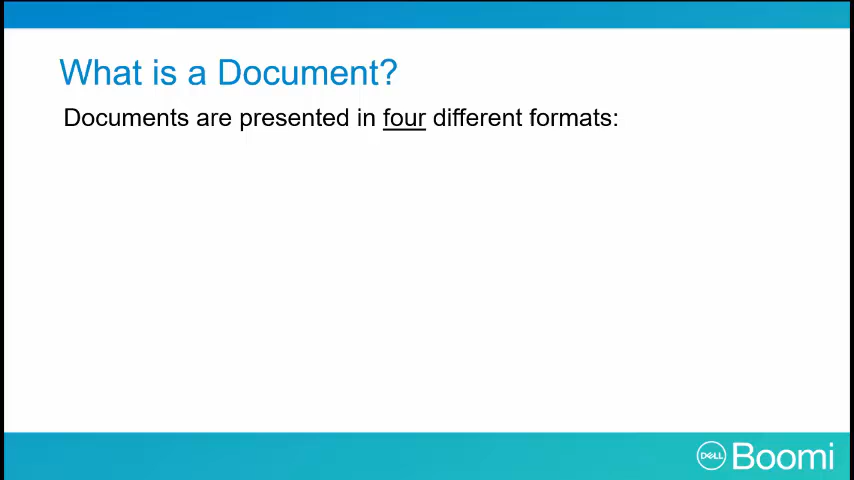 What is a Document?
Documents are presented in four different formats:
DELL Boomi